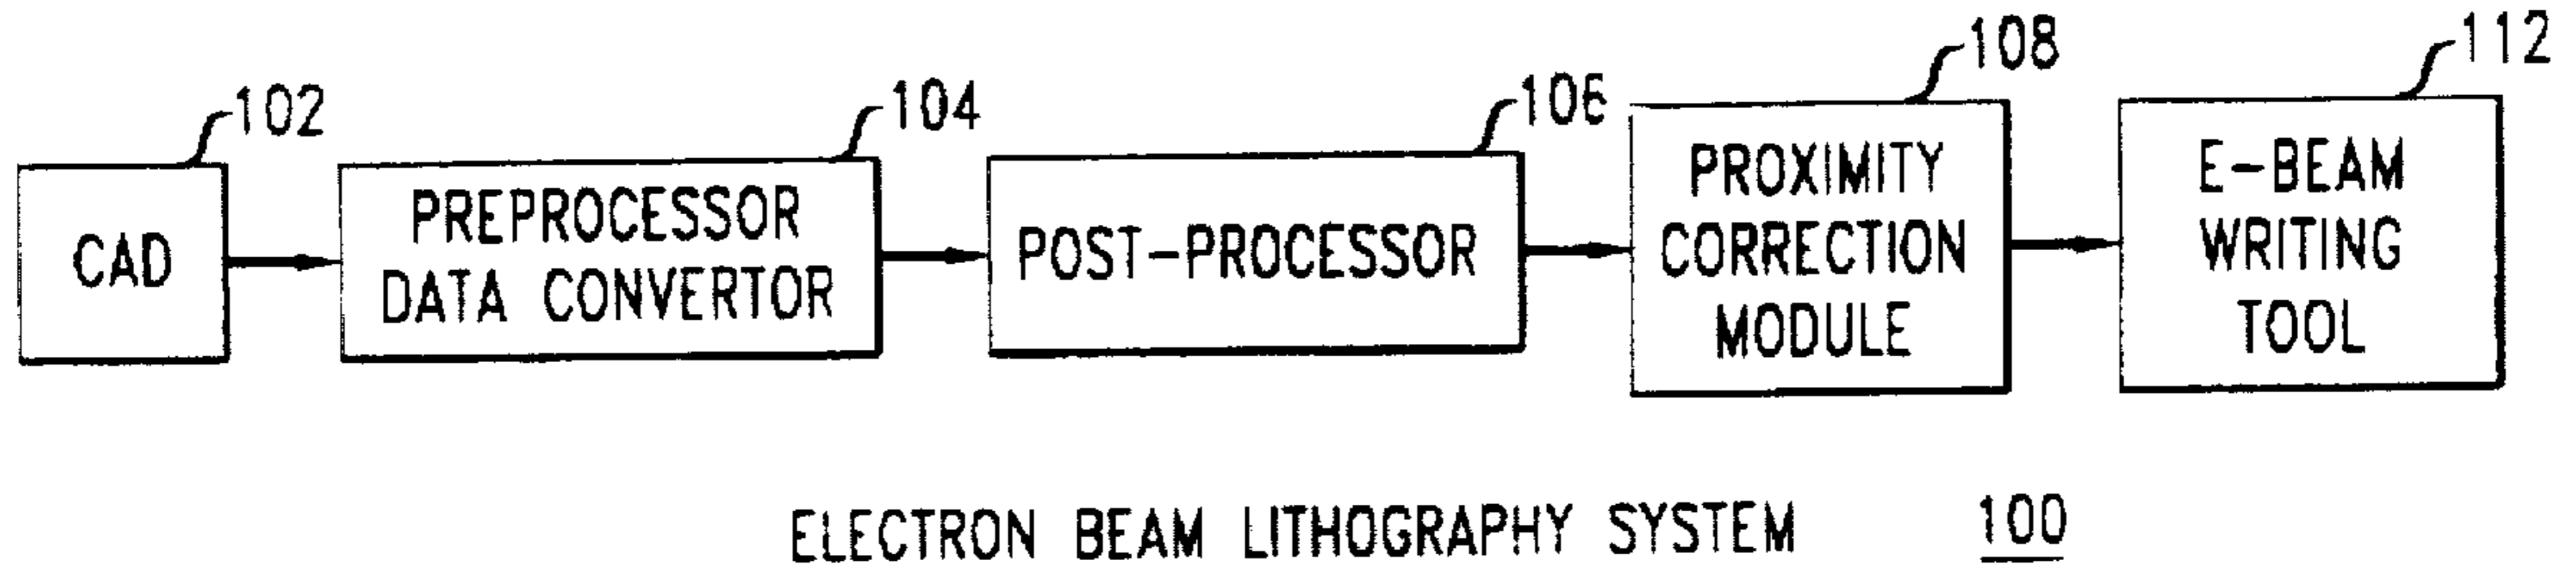 102
104
106
108
112
CAD
PREPROCESSOR
DATA CONVERTOR
POST-PROCESSOR
PROXIMITY
CORRECTION
MODULE
E-BEAM
WRITING
TOOL
ELECTRON BEAM LITHOGRAPHY SYSTEM 100